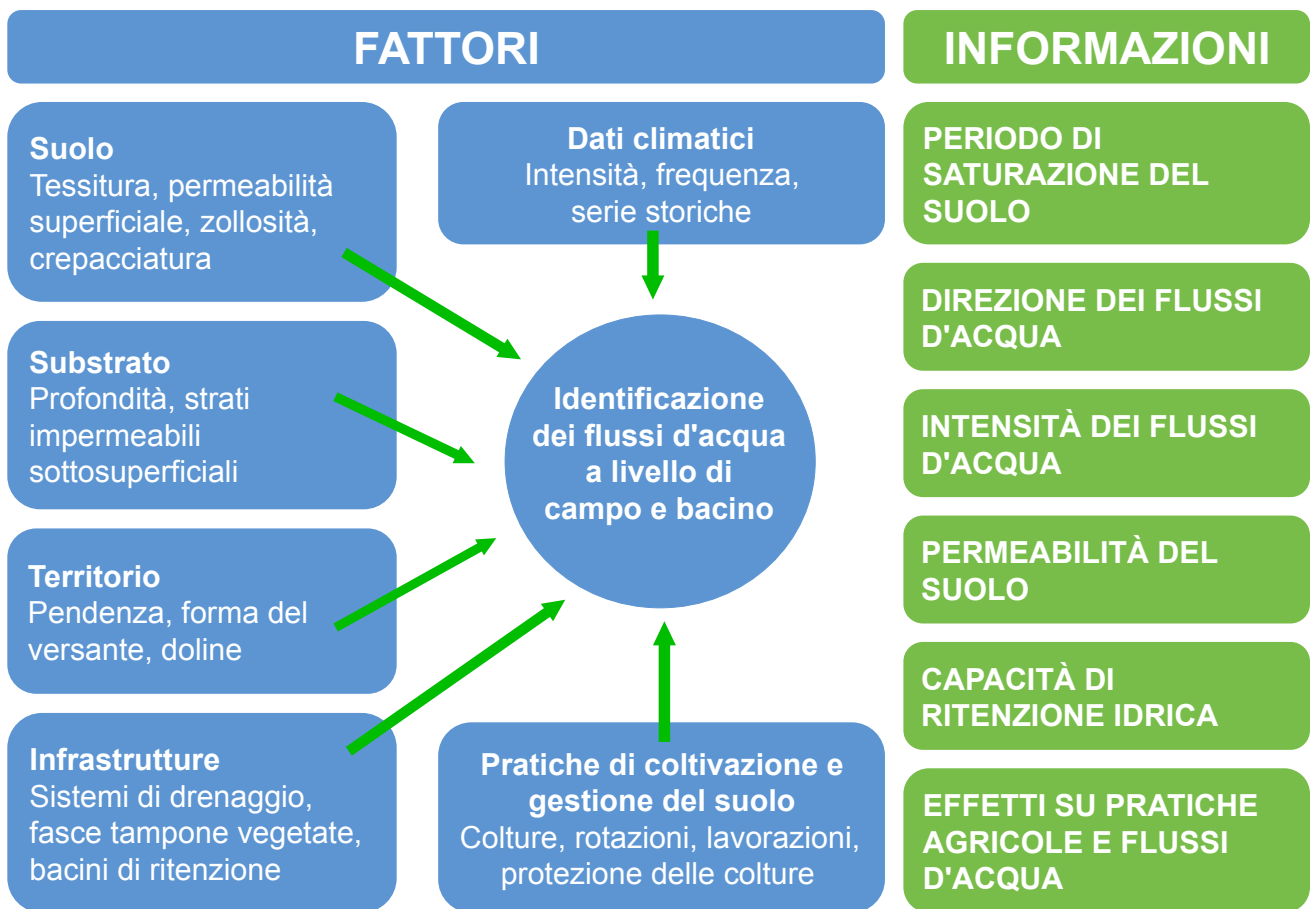 FATTORI
INFORMAZIONI
Suolo
Tessitura, permeabilità
superficiale, zollosità,
crepacciatura
Dati climatici
Intensità, frequenza,
serie storiche
Substrato
Profondità, strati
impermeabili
sottosuperficiali
Identificazione
dei flussi d'acqua
a livello di
campo e bacino
Territorio
Pendenza, forma del
versante, doline
Infrastrutture
Sistemi di drenaggio,
fasce tampone vegetate,
bacini di ritenzione
Pratiche di coltivazione e
gestione del suolo
Colture, rotazioni, lavorazioni,
protezione delle colture
PERIODO DI
SATURAZIONE DEL
SUOLO
DIREZIONE DEI FLUSSI
D'ACQUA
INTENSITÀ DEI FLUSSI
D'ACQUA
PERMEABILITÀ DEL
SUOLO
CAPACITÀ DI
RITENZIONE IDRICA
EFFETTI SU PRATICHE
AGRICOLE E FLUSSI
D'ACQUA